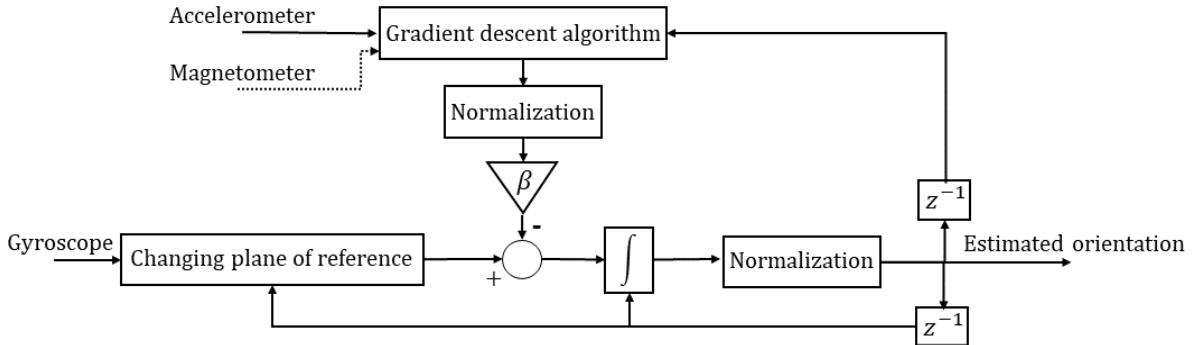 Accelerometer
Gradient descent algorithm
Magnetometer
Normalization
β
z⁻¹
-
Gyroscope
Changing plane of reference
+
∫
Normalization
Estimated orientation
z⁻¹